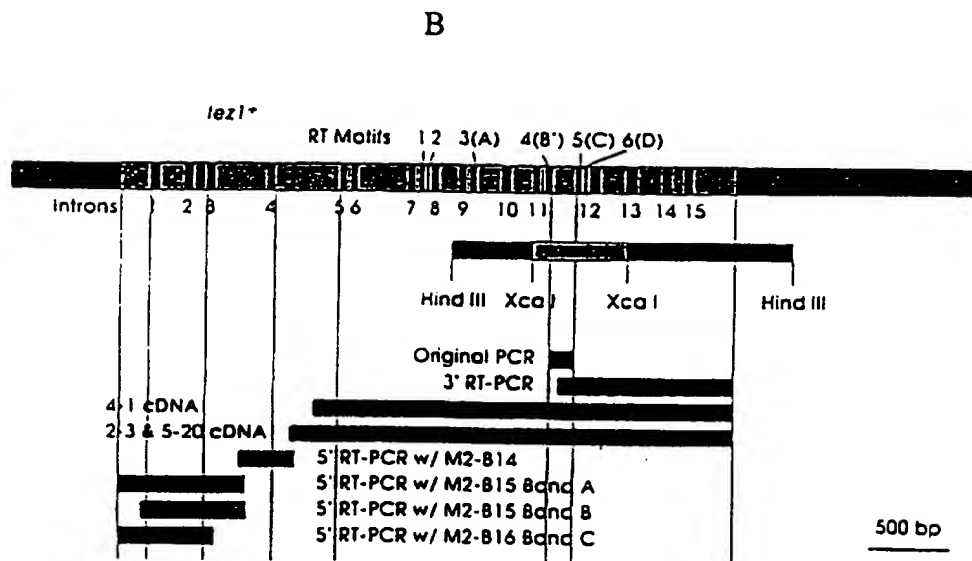 B
tez1+
RT Motifs 1 2 3(A) 4(B') 5(C) 6(D)
Introns 1 2 3 4 5 6 7 8 9 10 11 12 13 14 15
Hind III Xca I Xca I Hind III
Original PCR
3' RT-PCR
4-1 cDNA
2-3 & 5-20 cDNA
5' RT-PCR w/ M2-B14
5' RT-PCR w/ M2-B15 Band A
5' RT-PCR w/ M2-B15 Band B
5' RT-PCR w/ M2-B16 Band C
500 bp